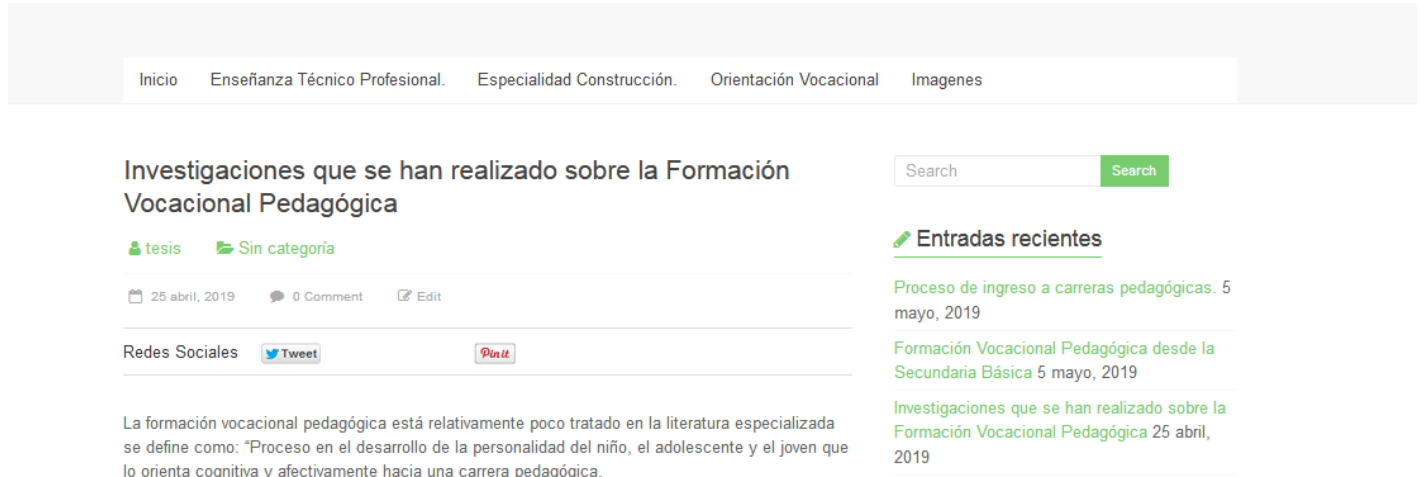 Inicio Enseñanza Técnico Profesional. Especialidad Construcción. Orientación Vocacional Imagenes
Investigaciones que se han realizado sobre la Formación
Vocacional Pedagógica
tesis Sin categoría
25 abril, 2019 0 Comment Edit
Redes Sociales Tweet Pin it
La formación vocacional pedagógica está relativamente poco tratado en la literatura especializada
se define como: “Proceso en el desarrollo de la personalidad del niño, el adolescente y el joven que
lo orienta cognitiva y afectivamente hacia una carrera pedagógica.
Search Search
Entradas recientes
Proceso de ingreso a carreras pedagógicas. 5
mayo, 2019
Formación Vocacional Pedagógica desde la
Secundaria Básica 5 mayo, 2019
Investigaciones que se han realizado sobre la
Formación Vocacional Pedagógica 25 abril,
2019